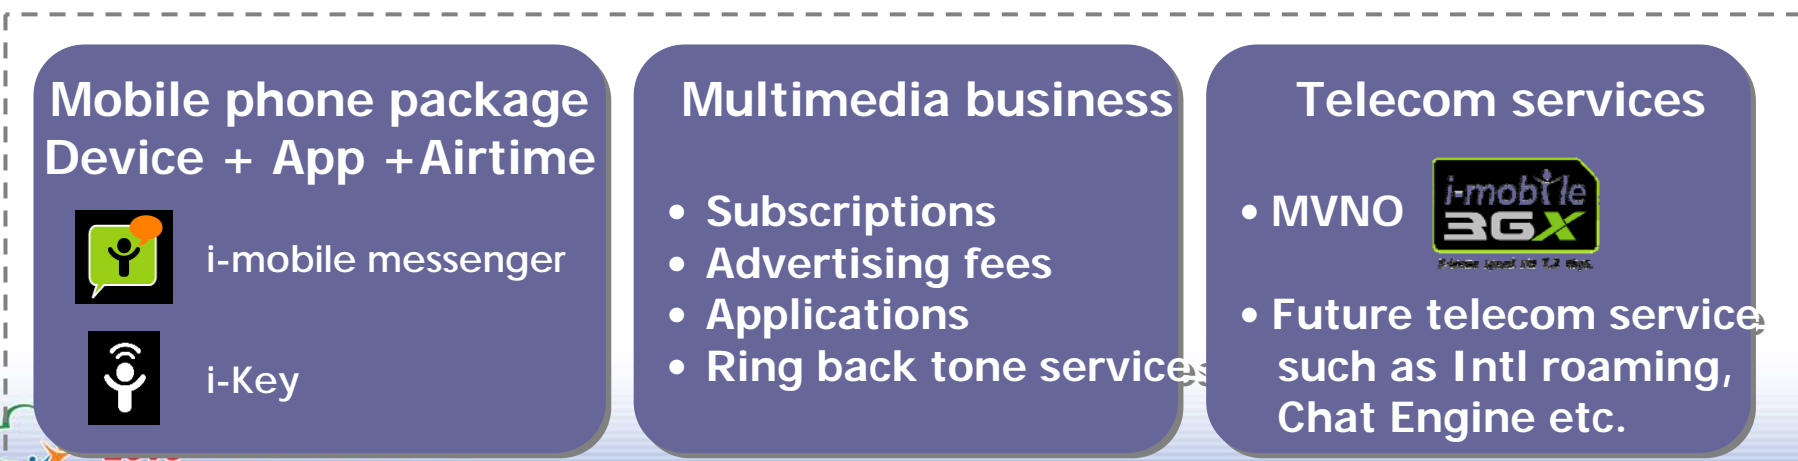 Mobile phone package
Device + App +Airtime
i-mobile messenger
i-Key
Multimedia business
• Subscriptions
• Advertising fees
• Applications
• Ring back tone services
Telecom services
• MVNO
i-mobile
3GX
• Future telecom service
such as Intl roaming,
Chat Engine etc.